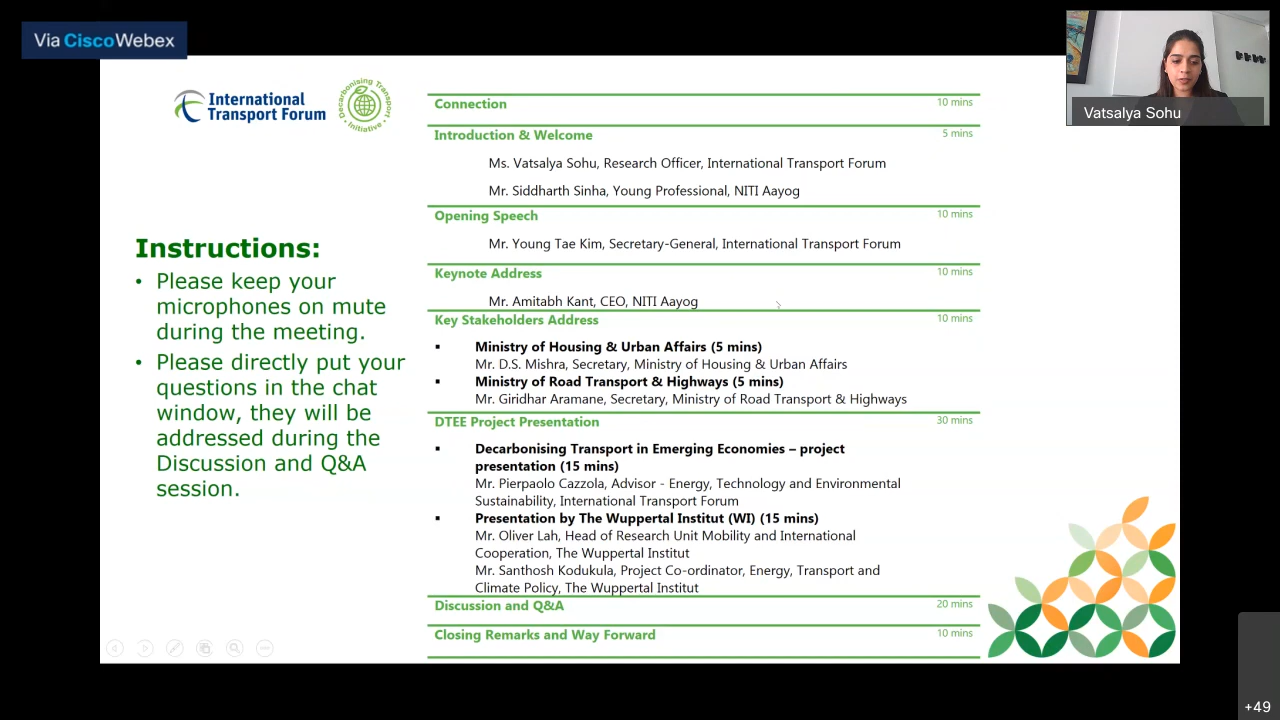 Via CiscoWebex
Vatsalya Sohu
International
Transport Forum
Decarbonising Transport
Initiative
Instructions:
• Please keep your
microphones on mute
during the meeting.
• Please directly put your
questions in the chat
window, they will be
addressed during the
Discussion and Q&A
session.
Connection 10 mins
Introduction & Welcome 5 mins
Ms. Vatsalya Sohu, Research Officer, International Transport Forum
Mr. Siddharth Sinha, Young Professional, NITI Aayog
Opening Speech 10 mins
Mr. Young Tae Kim, Secretary-General, International Transport Forum
Keynote Address 10 mins
Mr. Amitabh Kant, CEO, NITI Aayog
Key Stakeholders Address 10 mins
▪ Ministry of Housing & Urban Affairs (5 mins)
Mr. D.S. Mishra, Secretary, Ministry of Housing & Urban Affairs
▪ Ministry of Road Transport & Highways (5 mins)
Mr. Giridhar Aramane, Secretary, Ministry of Road Transport & Highways
DTEE Project Presentation 30 mins
▪ Decarbonising Transport in Emerging Economies – project
presentation (15 mins)
Mr. Pierpaolo Cazzola, Advisor - Energy, Technology and Environmental
Sustainability, International Transport Forum
▪ Presentation by The Wuppertal Institut (WI) (15 mins)
Mr. Oliver Lah, Head of Research Unit Mobility and International
Cooperation, The Wuppertal Institut
Mr. Santhosh Kodukula, Project Co-ordinator, Energy, Transport and
Climate Policy, The Wuppertal Institut
Discussion and Q&A 20 mins
Closing Remarks and Way Forward 10 mins
+49